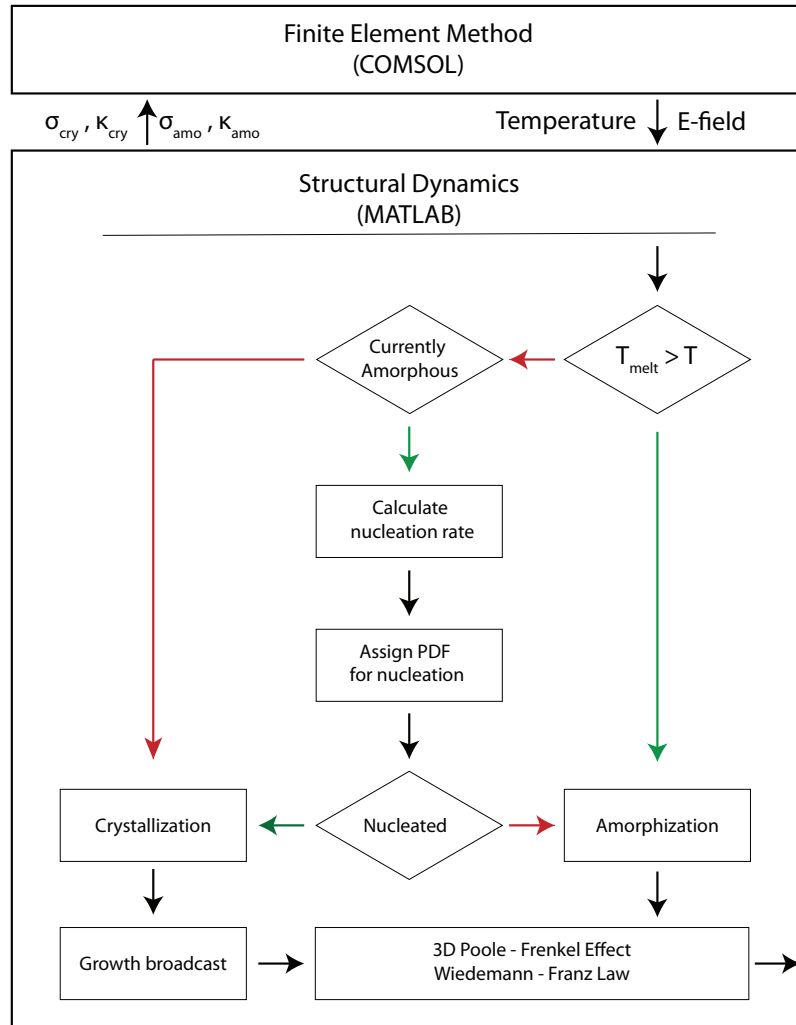 Finite Element Method
(COMSOL)
σcry , κcry σamo , κamo
Temperature E-field
Structural Dynamics
(MATLAB)
Currently
Amorphous
Tmelt > T
Calculate
nucleation rate
Assign PDF
for nucleation
Crystallization
Nucleated
Amorphization
Growth broadcast
3D Poole - Frenkel Effect
Wiedemann - Franz Law